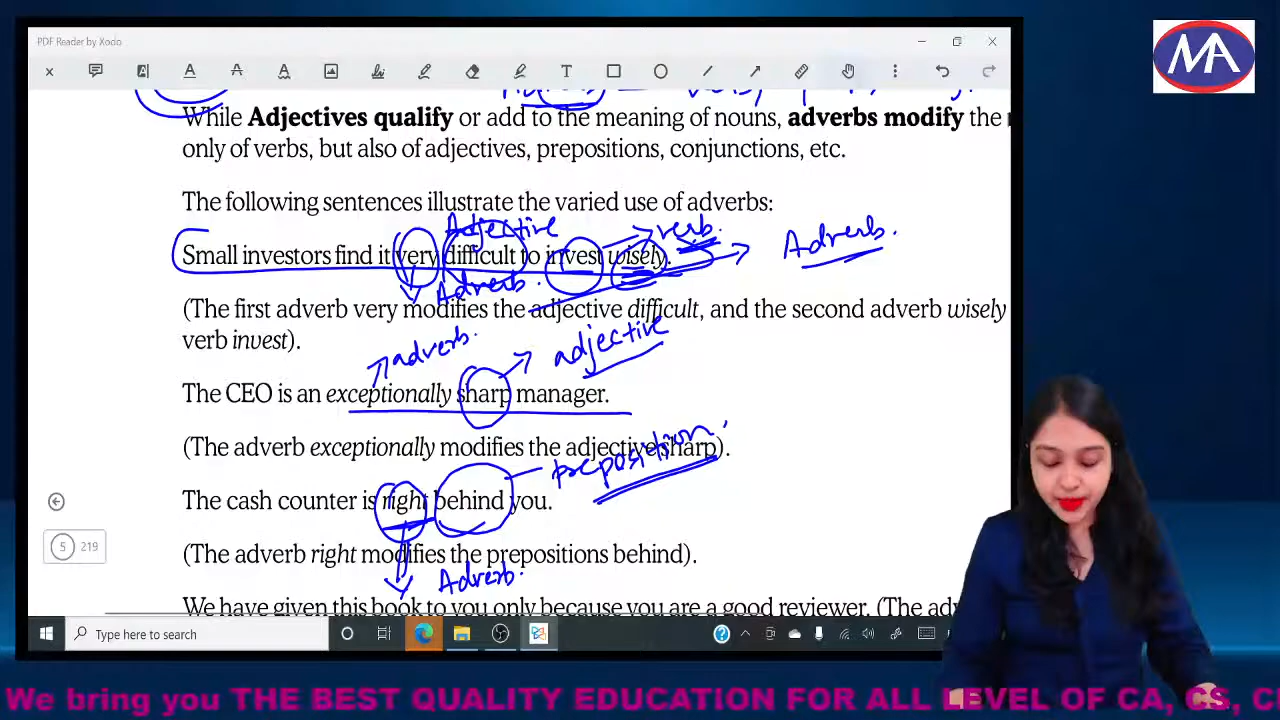 PDF Reader by Xodo
MA
While Adjectives qualify or add to the meaning of nouns, adverbs modify the
only of verbs, but also of adjectives, prepositions, conjunctions, etc.
The following sentences illustrate the varied use of adverbs:
Adjective
verb.
Adverb.
Small investors find it very difficult to invest wisely.
Adverb.
(The first adverb very modifies the adjective difficult, and the second adverb wisely
verb invest).
adverb.
adjective
The CEO is an exceptionally sharp manager.
(The adverb exceptionally modifies the adjective sharp).
preposition
The cash counter is right behind you.
(The adverb right modifies the prepositions behind).
Adverb.
We have given this book to you only because you are a good reviewer. (The adv
5 219
Type here to search
We bring you THE BEST QUALITY EDUCATION FOR ALL LEVEL OF CA, CS, C